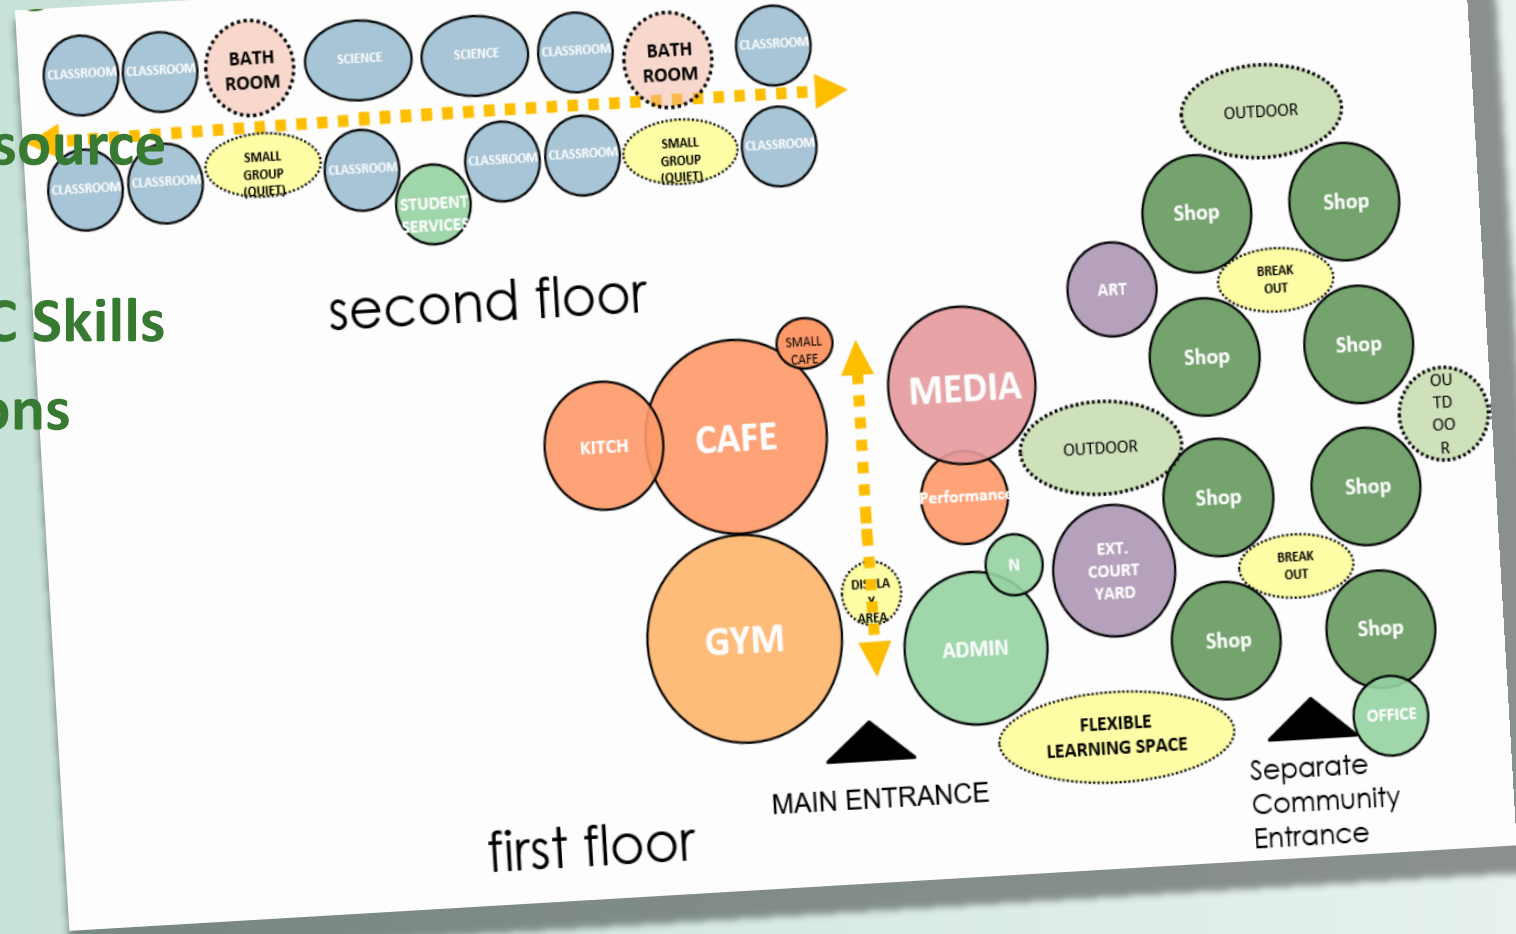 CLASSROOM
CLASSROOM
BATH
ROOM
SCIENCE
SCIENCE
CLASSROOM
BATH
ROOM
CLASSROOM
source
CLASSROOM
CLASSROOM
SMALL
GROUP
(QUIET)
CLASSROOM
STUDENT
SERVICES
CLASSROOM
CLASSROOM
SMALL
GROUP
(QUIET)
CLASSROOM
second floor
C Skills
ons
OUTDOOR
Shop
Shop
ART
BREAK
OUT
Shop
Shop
SMALL
CAFE
KITCH
CAFE
MEDIA
OUTDOOR
OU
TD
OO
R
Performance
Shop
Shop
N
EXT.
COURT
YARD
BREAK
OUT
DISPLA
Y
AREA
GYM
ADMIN
Shop
Shop
FLEXIBLE
LEARNING SPACE
OFFICE
MAIN ENTRANCE
Separate
Community
Entrance
first floor